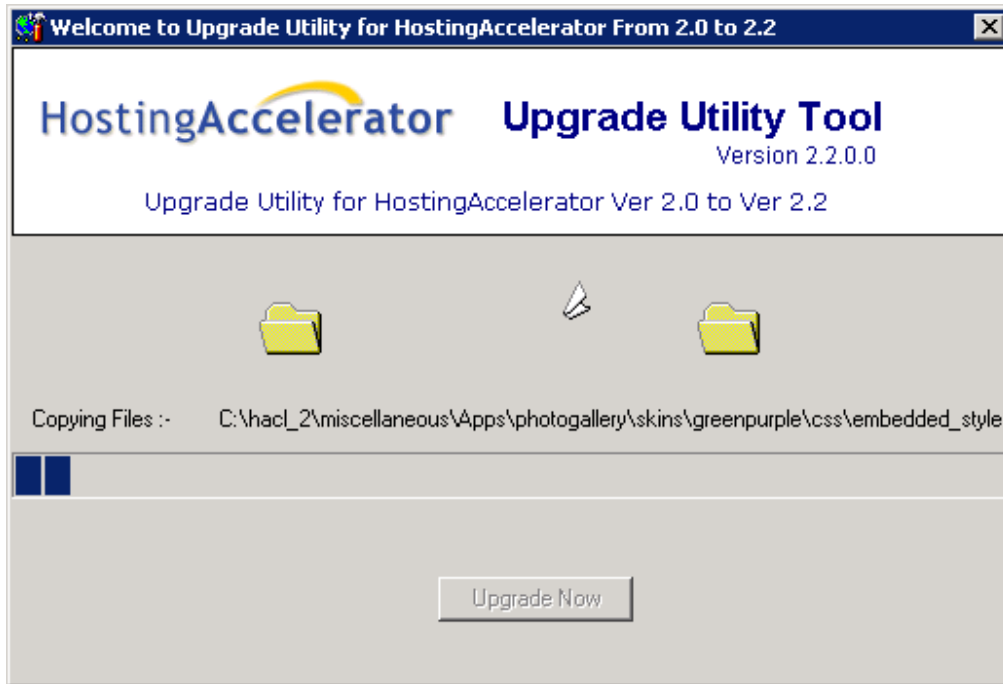 Welcome to Upgrade Utility for HostingAccelerator From 2.0 to 2.2
HostingAccelerator Upgrade Utility Tool
Version 2.2.0.0
Upgrade Utility for HostingAccelerator Ver 2.0 to Ver 2.2
Copying Files :- C:\hacl_2\miscellaneous\Apps\photogallery\skins\greenpurple\css\embedded_style
Upgrade Now